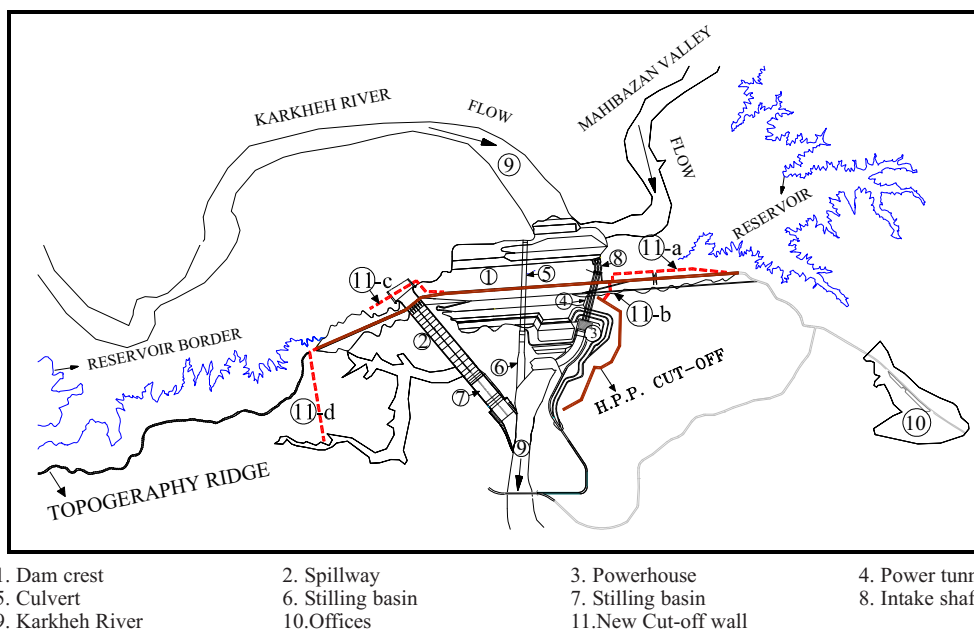 KARKHEH RIVER
FLOW
MAHIBAZAN VALLEY
FLOW
9
RESERVOIR
8
11-a
11-c
1
5
4
11-b
3
2
RESERVOIR BORDER
6
7
H.P.P. CUT-OFF
11-d
10
9
TOPOGERAPHY RIDGE
1. Dam crest
2. Spillway
3. Powerhouse
4. Power tunn
5. Culvert
6. Stilling basin
7. Stilling basin
8. Intake shaf
9. Karkheh River
10.Offices
11.New Cut-off wall